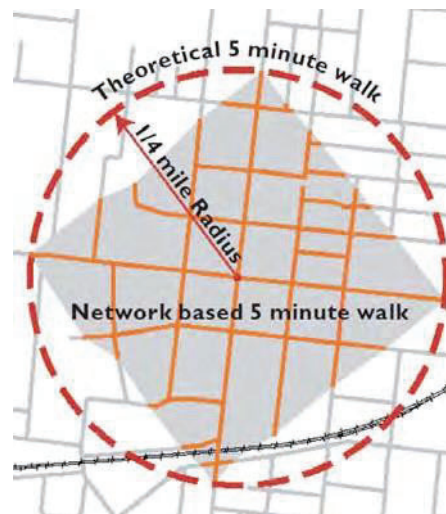 Theoretical 5 minute walk
1/4 mile Radius
Network based 5 minute walk